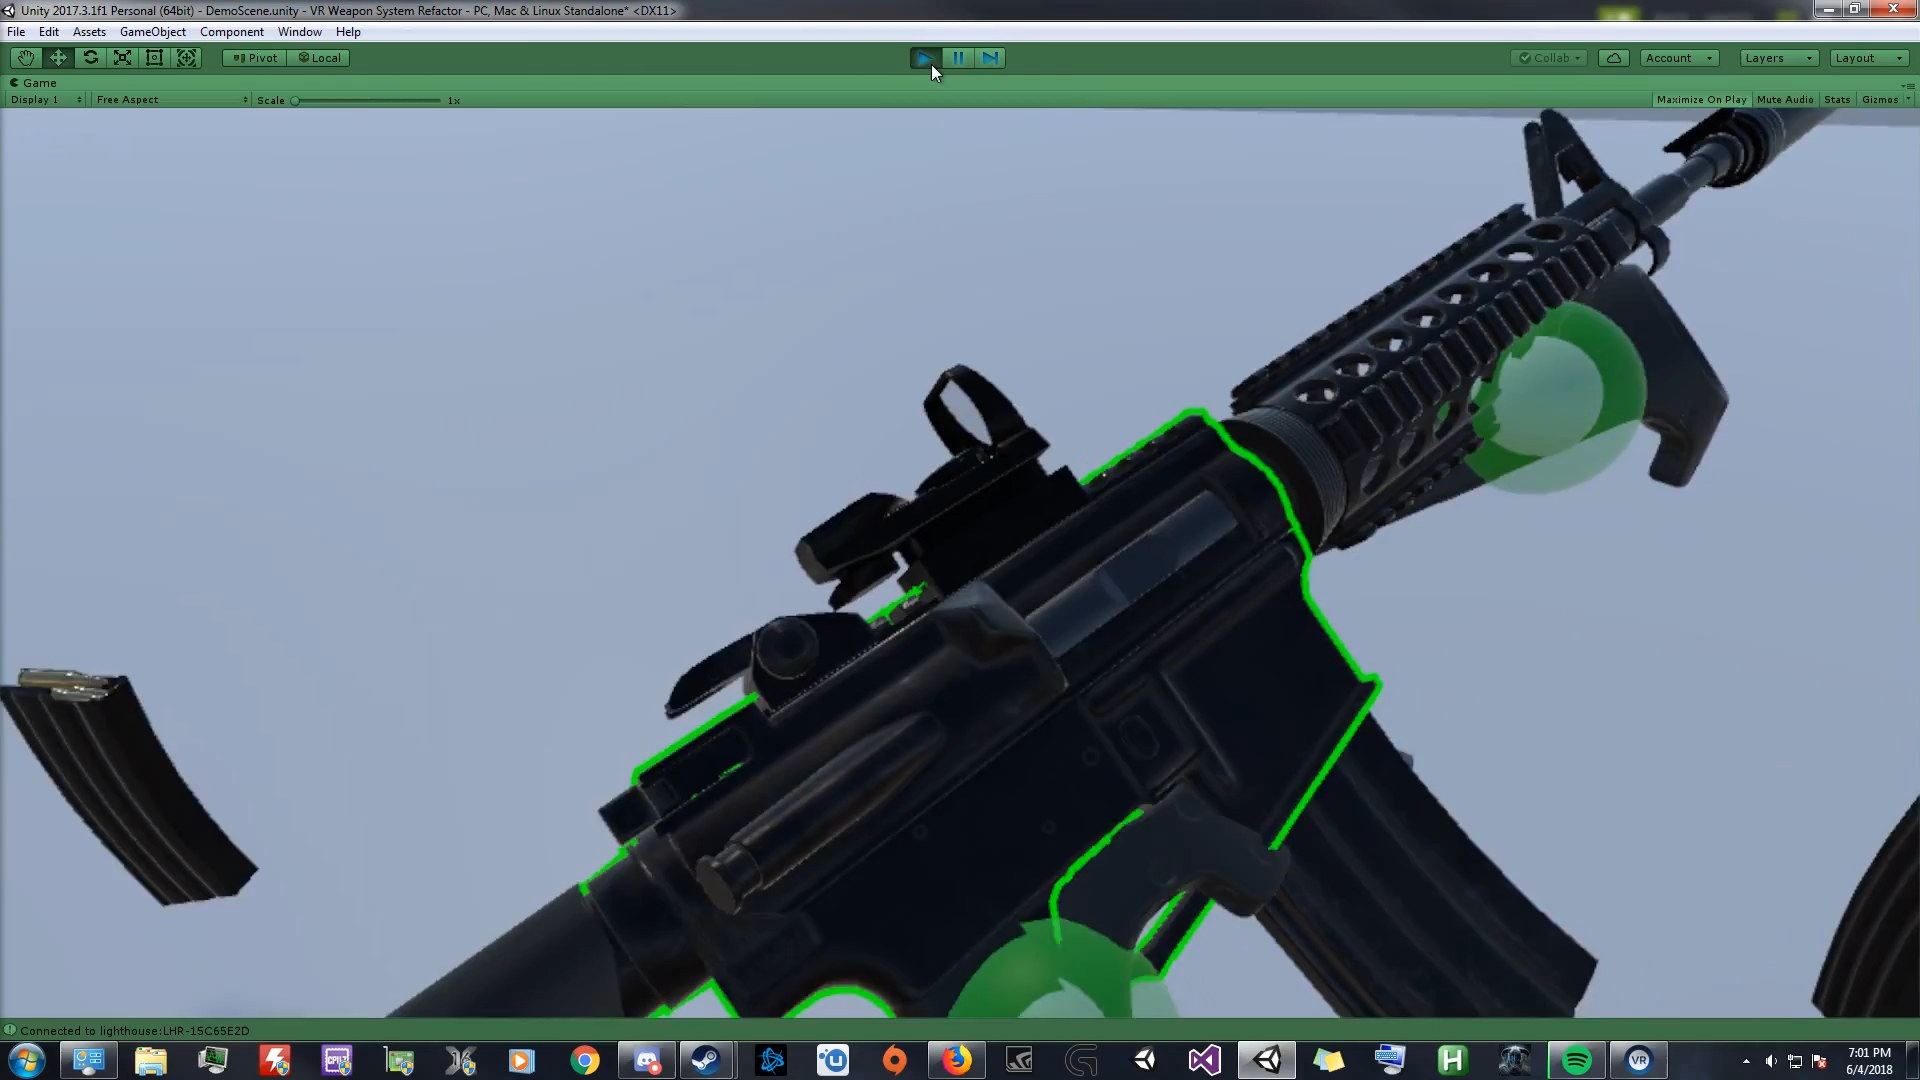 Unity 2017.3.1f1 Personal (64bit) - DemoScene.unity - VR Weapon System Refactor - PC, Mac & Linux Standalone* <DX11>
File Edit Assets GameObject Component Window Help
Pivot Local Collab Account Layers Layout
Game
Display 1 Free Aspect Scale 1x Maximize On Play Mute Audio Stats Gizmos
Connected to lighthouse:LHR-15C65E2D
7:01 PM
6/4/2018